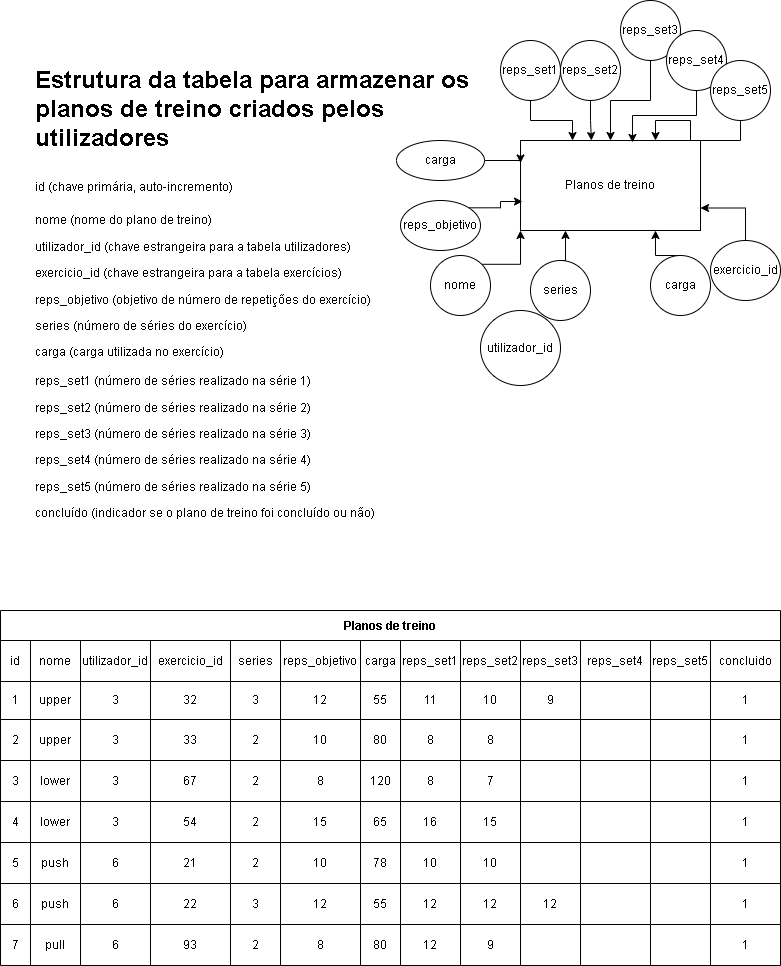 Estrutura da tabela para armazenar os
planos de treino criados pelos
utilizadores
id (chave primária, auto-incremento)
nome (nome do plano de treino)
utilizador_id (chave estrangeira para a tabela utilizadores)
exercicio_id (chave estrangeira para a tabela exercícios)
reps_objetivo (objetivo de número de repetições do exercício)
series (número de séries do exercício)
carga (carga utilizada no exercício)
reps_set1 (número de séries realizado na série 1)
reps_set2 (número de séries realizado na série 2)
reps_set3 (número de séries realizado na série 3)
reps_set4 (número de séries realizado na série 4)
reps_set5 (número de séries realizado na série 5)
concluído (indicador se o plano de treino foi concluído ou não)
reps_set3
reps_set4
reps_set1
reps_set2
reps_set5
carga
Planos de treino
reps_objetivo
exercicio_id
nome
series
carga
utilizador_id
Planos de treino
id nome utilizador_id exercicio_id series reps_objetivo carga reps_set1 reps_set2 reps_set3 reps_set4 reps_set5 concluido
1 upper 3 32 3 12 55 11 10 9 1
2 upper 3 33 2 10 80 8 8 1
3 lower 3 67 2 8 120 8 7 1
4 lower 3 54 2 15 65 16 15 1
5 push 6 21 2 10 78 10 10 1
6 push 6 22 3 12 55 12 12 12 1
7 pull 6 93 2 8 80 12 9 1